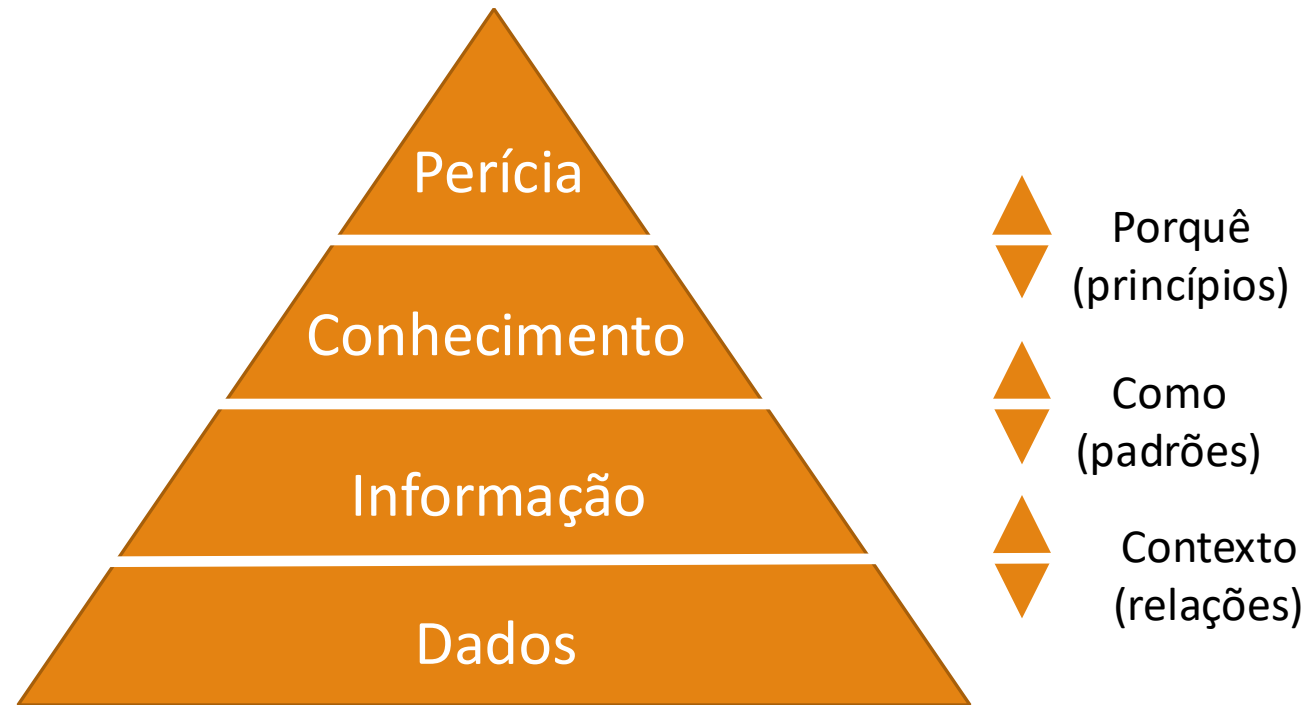 Perícia
Porquê
(princípios)
Conhecimento
Como
(padrões)
Informação
Contexto
(relações)
Dados